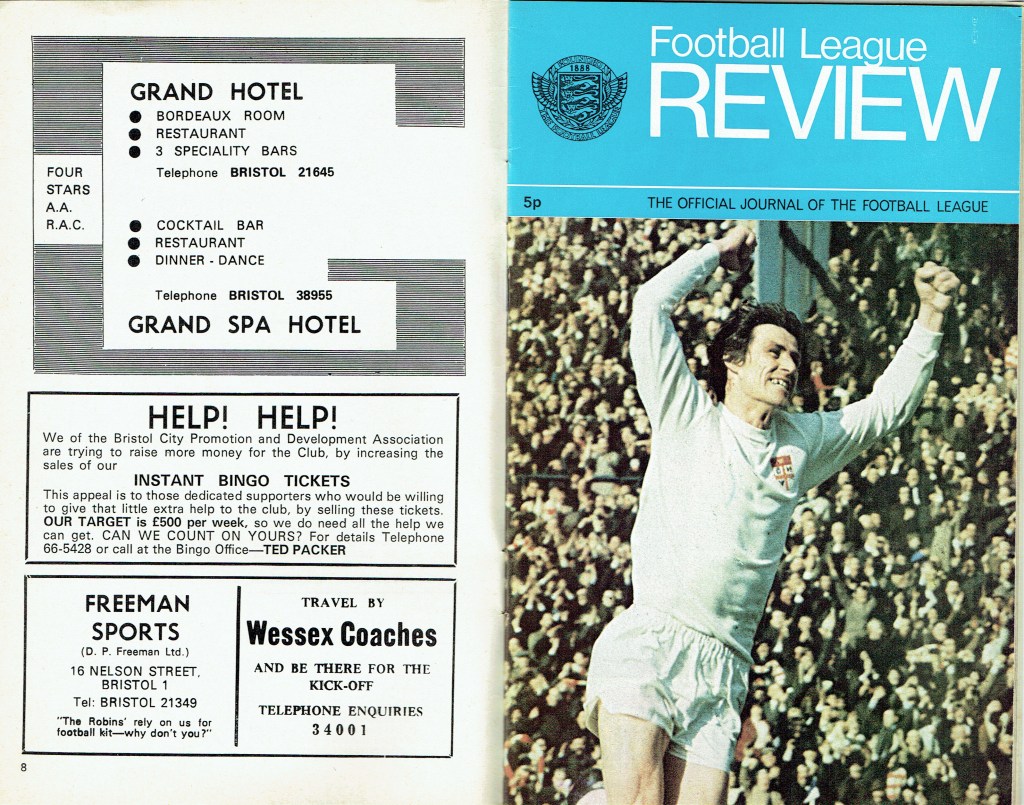 GRAND HOTEL
● BORDEAUX ROOM
● RESTAURANT
● 3 SPECIALITY BARS
Telephone BRISTOL 21645
FOUR
STARS
A.A.
R.A.C.
● COCKTAIL BAR
● RESTAURANT
● DINNER - DANCE
Telephone BRISTOL 38955
GRAND SPA HOTEL
HELP! HELP!
We of the Bristol City Promotion and Development Association
are trying to raise more money for the Club, by increasing the
sales of our
INSTANT BINGO TICKETS
This appeal is to those dedicated supporters who would be willing
to give that little extra help to the club, by selling these tickets.
OUR TARGET is £500 per week, so we do need all the help we
can get. CAN WE COUNT ON YOURS? For details Telephone
66-5428 or call at the Bingo Office—TED PACKER
FREEMAN
SPORTS
(D. P. Freeman Ltd.)
16 NELSON STREET,
BRISTOL 1
Tel: BRISTOL 21349
"The Robins' rely on us for
football kit—why don't you?"
TRAVEL BY
Wessex Coaches
AND BE THERE FOR THE
KICK-OFF
TELEPHONE ENQUIRIES
34001
8
Football League
REVIEW
1888
5p
THE OFFICIAL JOURNAL OF THE FOOTBALL LEAGUE